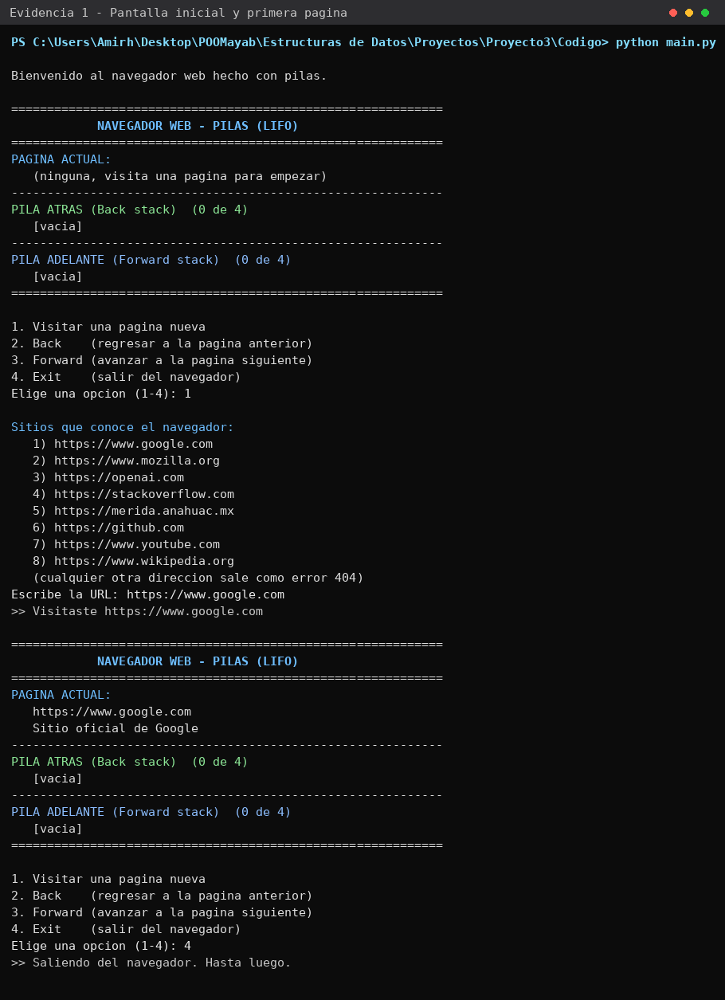 Evidencia 1 - Pantalla inicial y primera pagina
PS C:\Users\Amirh\Desktop\POOMayab\Estructuras de Datos\Proyectos\Proyecto3\Codigo> python main.py
Bienvenido al navegador web hecho con pilas.
============================================================
            NAVEGADOR WEB - PILAS (LIFO)
============================================================
PAGINA ACTUAL:
   (ninguna, visita una pagina para empezar)
------------------------------------------------------------
PILA ATRAS (Back stack)  (0 de 4)
   [vacia]
------------------------------------------------------------
PILA ADELANTE (Forward stack)  (0 de 4)
   [vacia]
============================================================
1. Visitar una pagina nueva
2. Back    (regresar a la pagina anterior)
3. Forward (avanzar a la pagina siguiente)
4. Exit    (salir del navegador)
Elige una opcion (1-4): 1
Sitios que conoce el navegador:
   1) https://www.google.com
   2) https://www.mozilla.org
   3) https://openai.com
   4) https://stackoverflow.com
   5) https://merida.anahuac.mx
   6) https://github.com
   7) https://www.youtube.com
   8) https://www.wikipedia.org
   (cualquier otra direccion sale como error 404)
Escribe la URL: https://www.google.com
>> Visitaste https://www.google.com
============================================================
            NAVEGADOR WEB - PILAS (LIFO)
============================================================
PAGINA ACTUAL:
   https://www.google.com
   Sitio oficial de Google
------------------------------------------------------------
PILA ATRAS (Back stack)  (0 de 4)
   [vacia]
------------------------------------------------------------
PILA ADELANTE (Forward stack)  (0 de 4)
   [vacia]
============================================================
1. Visitar una pagina nueva
2. Back    (regresar a la pagina anterior)
3. Forward (avanzar a la pagina siguiente)
4. Exit    (salir del navegador)
Elige una opcion (1-4): 4
>> Saliendo del navegador. Hasta luego.